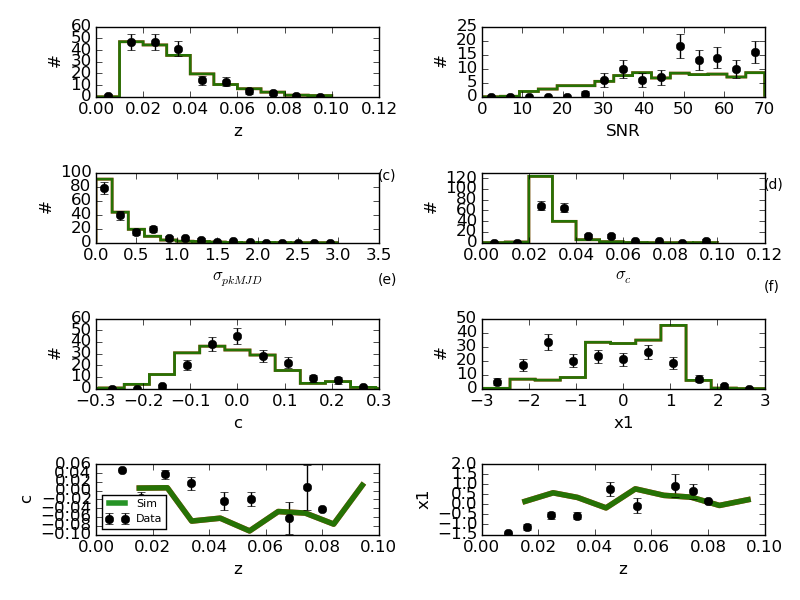 60
50
40
30
20
10
0
#
0.00 0.02 0.04 0.06 0.08 0.10 0.12
z
25
20
15
10
5
0
#
0 10 20 30 40 50 60 70
SNR
100
80
60
40
20
0
#
0.0 0.5 1.0 1.5 2.0 2.5 3.0 3.5
σpkMJD
(c)
120
100
80
60
40
20
0
#
0.00 0.02 0.04 0.06 0.08 0.10 0.12
σc
(d)
(e)
(f)
60
50
40
30
20
10
0
#
−0.3 −0.2 −0.1 0.0 0.1 0.2 0.3
c
50
40
30
20
10
0
#
−3 −2 −1 0 1 2 3
x1
0.06
0.04
0.02
0.00
−0.02
−0.04
−0.06
−0.08
−0.10
c
Sim
Data
0.00 0.02 0.04 0.06 0.08 0.10
z
2.0
1.5
1.0
0.5
0.0
−0.5
−1.0
−1.5
x1
0.00 0.02 0.04 0.06 0.08 0.10
z